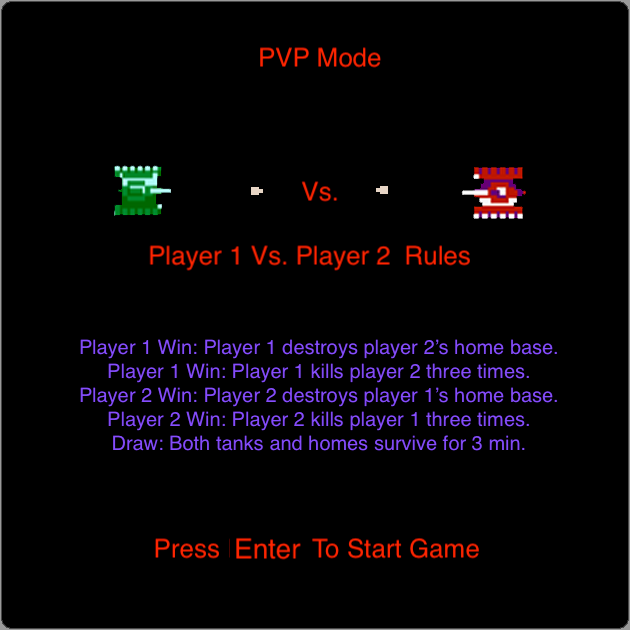 PVP Mode
Vs.
Player 1 Vs. Player 2 Rules
Player 1 Win: Player 1 destroys player 2’s home base.
Player 1 Win: Player 1 kills player 2 three times.
Player 2 Win: Player 2 destroys player 1’s home base.
Player 2 Win: Player 2 kills player 1 three times.
Draw: Both tanks and homes survive for 3 min.
Press Enter To Start Game